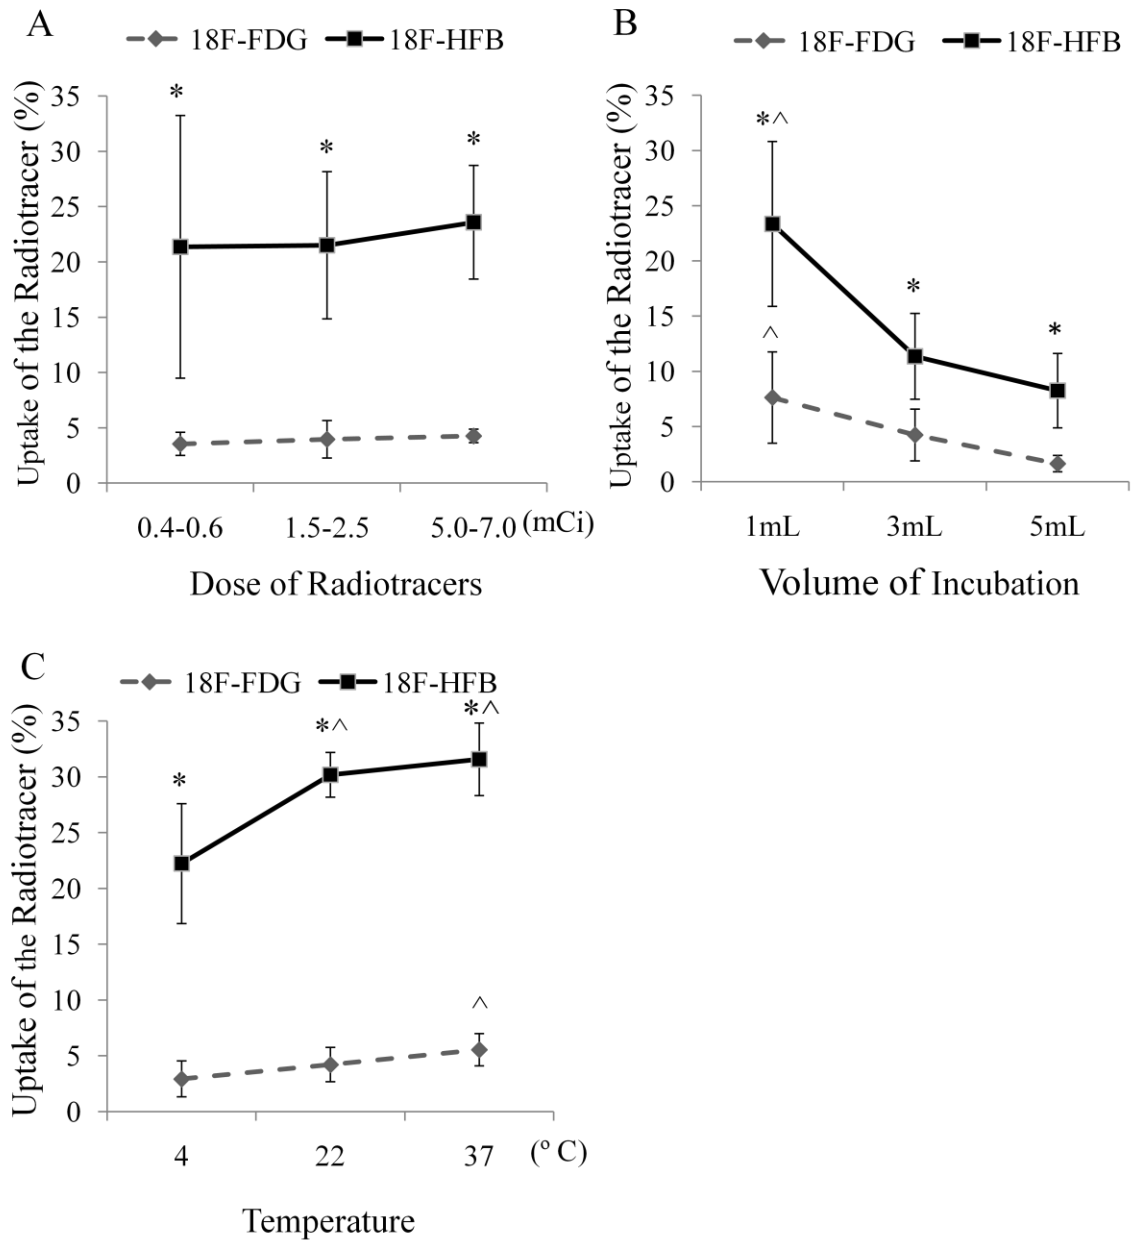 A
18F-FDG 18F-HFB
*
*
*
Uptake of the Radiotracer (%)
35
30
25
20
15
10
5
0
0.4-0.6 1.5-2.5 5.0-7.0 (mCi)
Dose of Radiotracers
B
18F-FDG 18F-HFB
*^
^
*
*
Uptake of the Radiotracer (%)
35
30
25
20
15
10
5
0
1mL 3mL 5mL
Volume of Incubation
C
18F-FDG 18F-HFB
*
*^
*^
^
Uptake of the Radiotracer (%)
35
30
25
20
15
10
5
0
4 22 37 (º C)
Temperature